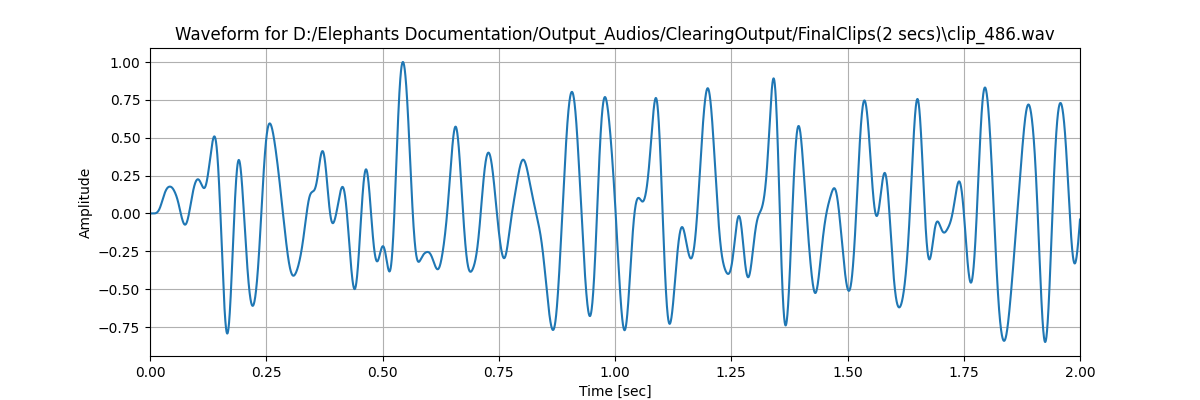 Waveform for D:/Elephants Documentation/Output_Audios/ClearingOutput/FinalClips(2 secs)\clip_486.wav
1.00
0.75
0.50
0.25
0.00
−0.25
−0.50
−0.75
Amplitude
0.00 0.25 0.50 0.75 1.00 1.25 1.50 1.75 2.00
Time [sec]